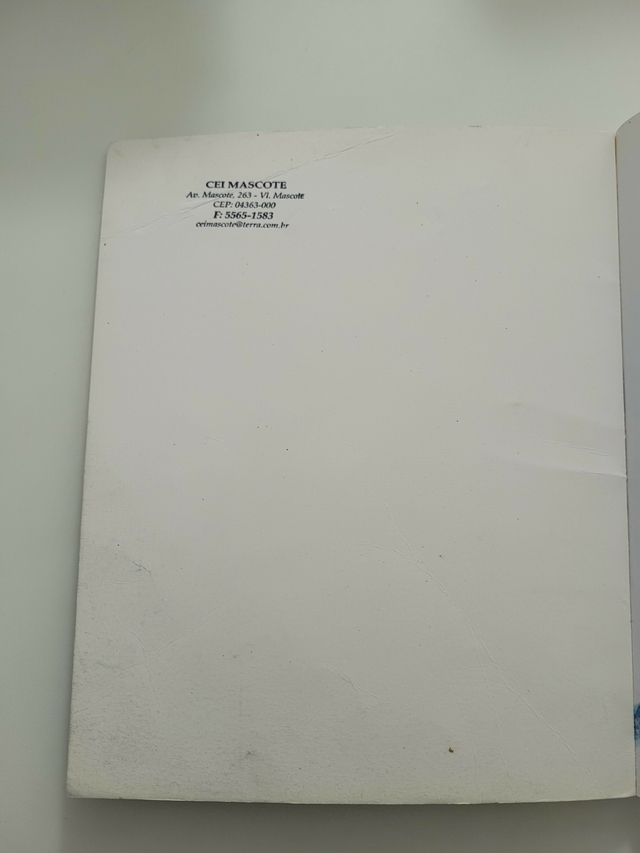 CEI MASCOTE
Av. Mascote, 263 - Vl. Mascote
CEP: 04363-000
F: 5565-1583
ceimascote@terra.com.br